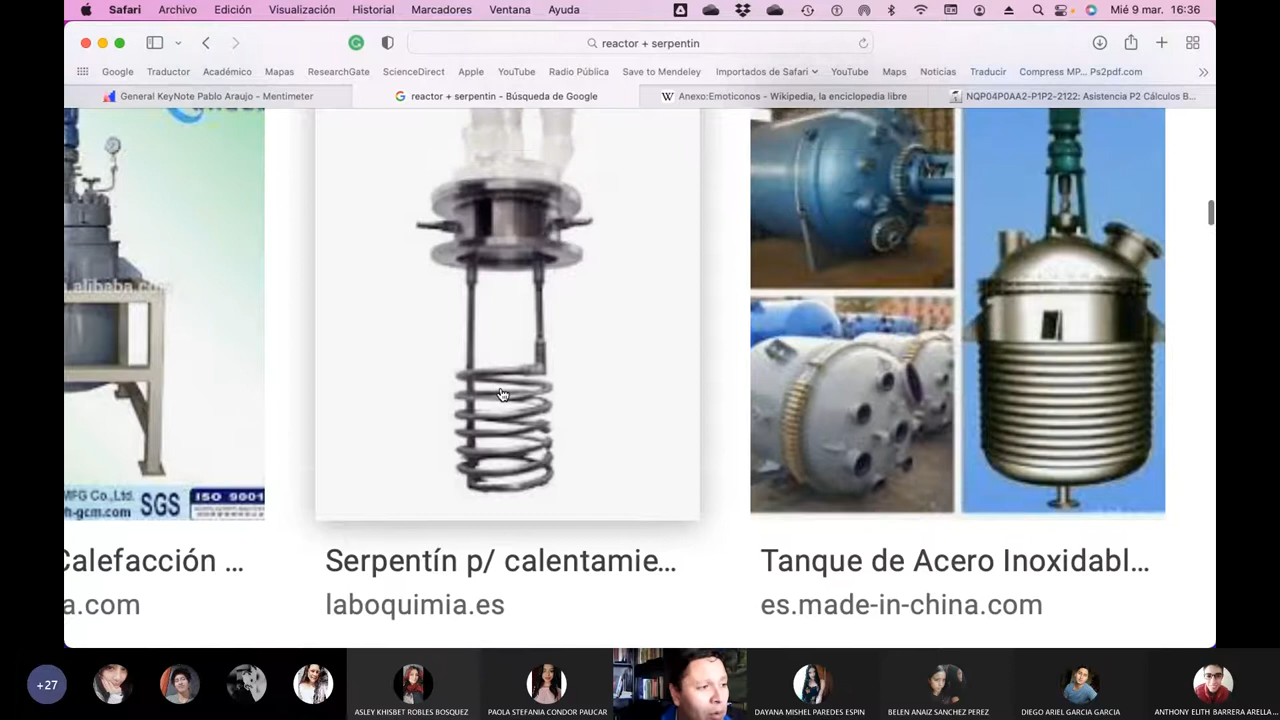 Safari Archivo Edición Visualización Historial Marcadores Ventana Ayuda Mié 9 mar. 16:36
reactor + serpentin
Google Traductor Académico Mapas ResearchGate ScienceDirect Apple YouTube Radio Pública Save to Mendeley Importados de Safari YouTube Maps Noticias Traducir Compress MP... Ps2pdf.com
General KeyNote Pablo Araujo - Mentimeter reactor + serpentin - Búsqueda de Google Anexo:Emoticonos - Wikipedia, la enciclopedia libre NQP04P0AA2-P1P2-2122: Asistencia P2 Cálculos B...
.alibaba.com
MFG Co.,Ltd. SGS ISO 9001
h-gcm.com
Calefacción ... Serpentín p/ calentamie... Tanque de Acero Inoxidabl...
a.com laboquimia.es es.made-in-china.com
+27
ASLEY KHISBET ROBLES BOSQUEZ PAOLA STEFANIA CONDOR PAUCAR DAYANA MISHEL PAREDES ESPIN BELEN ANAIZ SANCHEZ PEREZ DIEGO ARIEL GARCIA GARCIA ANTHONY ELITH BARRERA ARELLA...